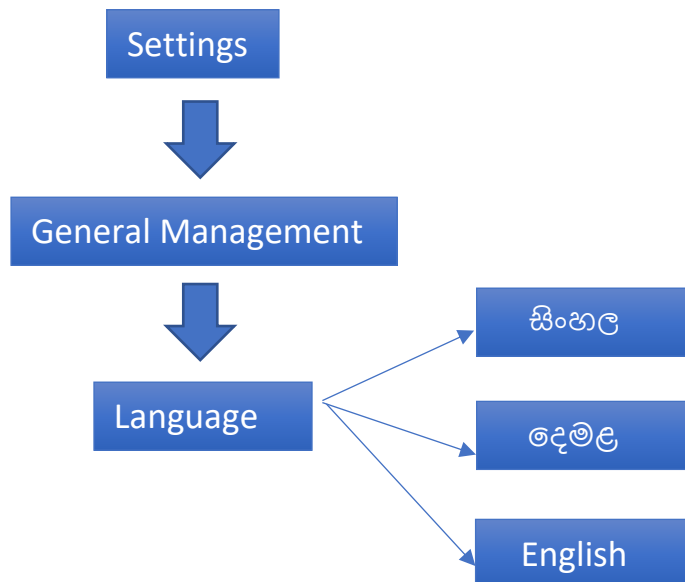 Settings
General Management
Language
සිංහල
දෙමළ
English